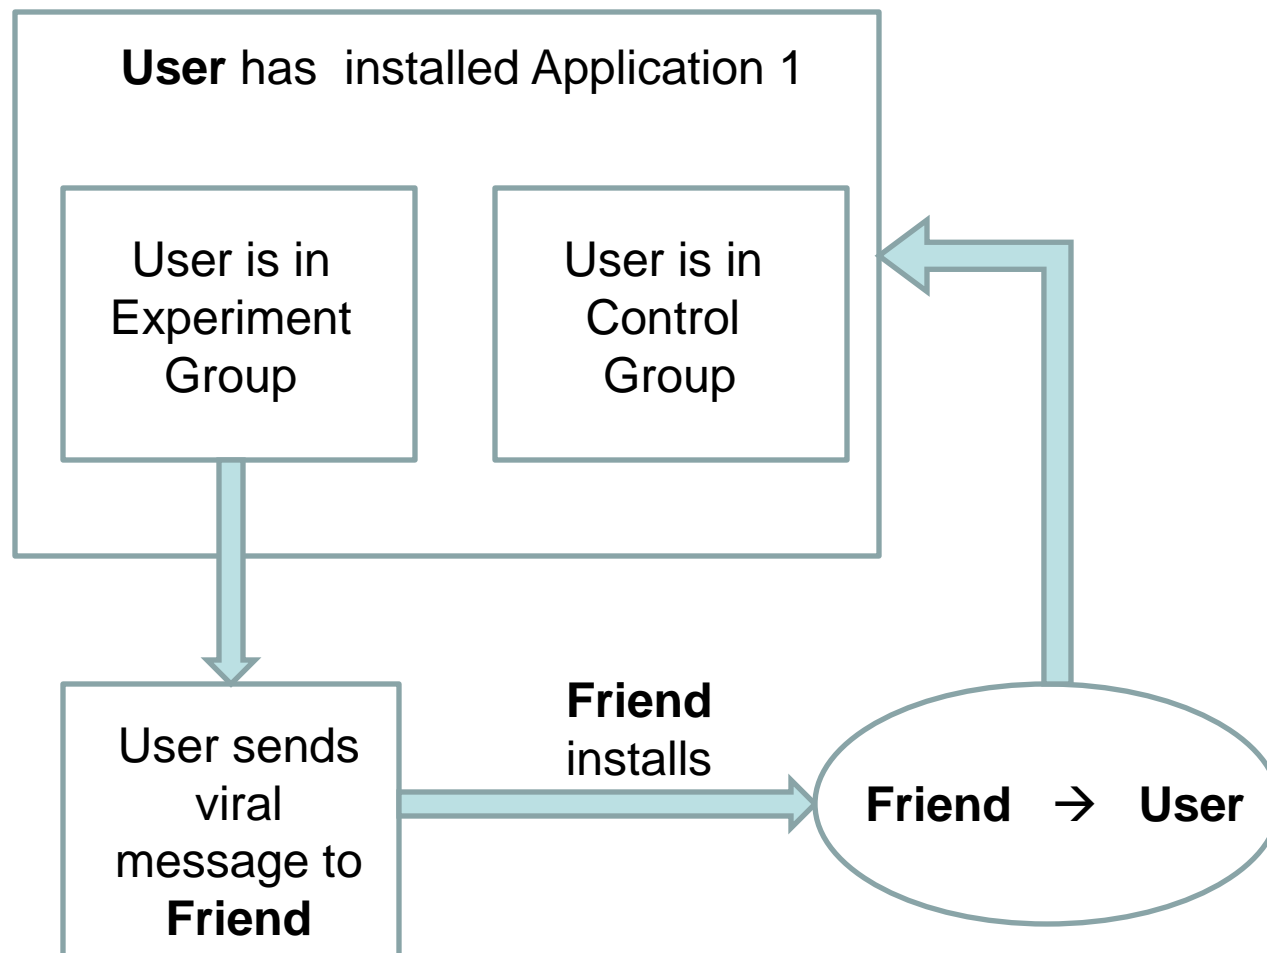 User has installed Application 1
User is in
Experiment
Group
User is in
Control
Group
User sends
viral
message to
Friend
Friend
installs
Friend → User